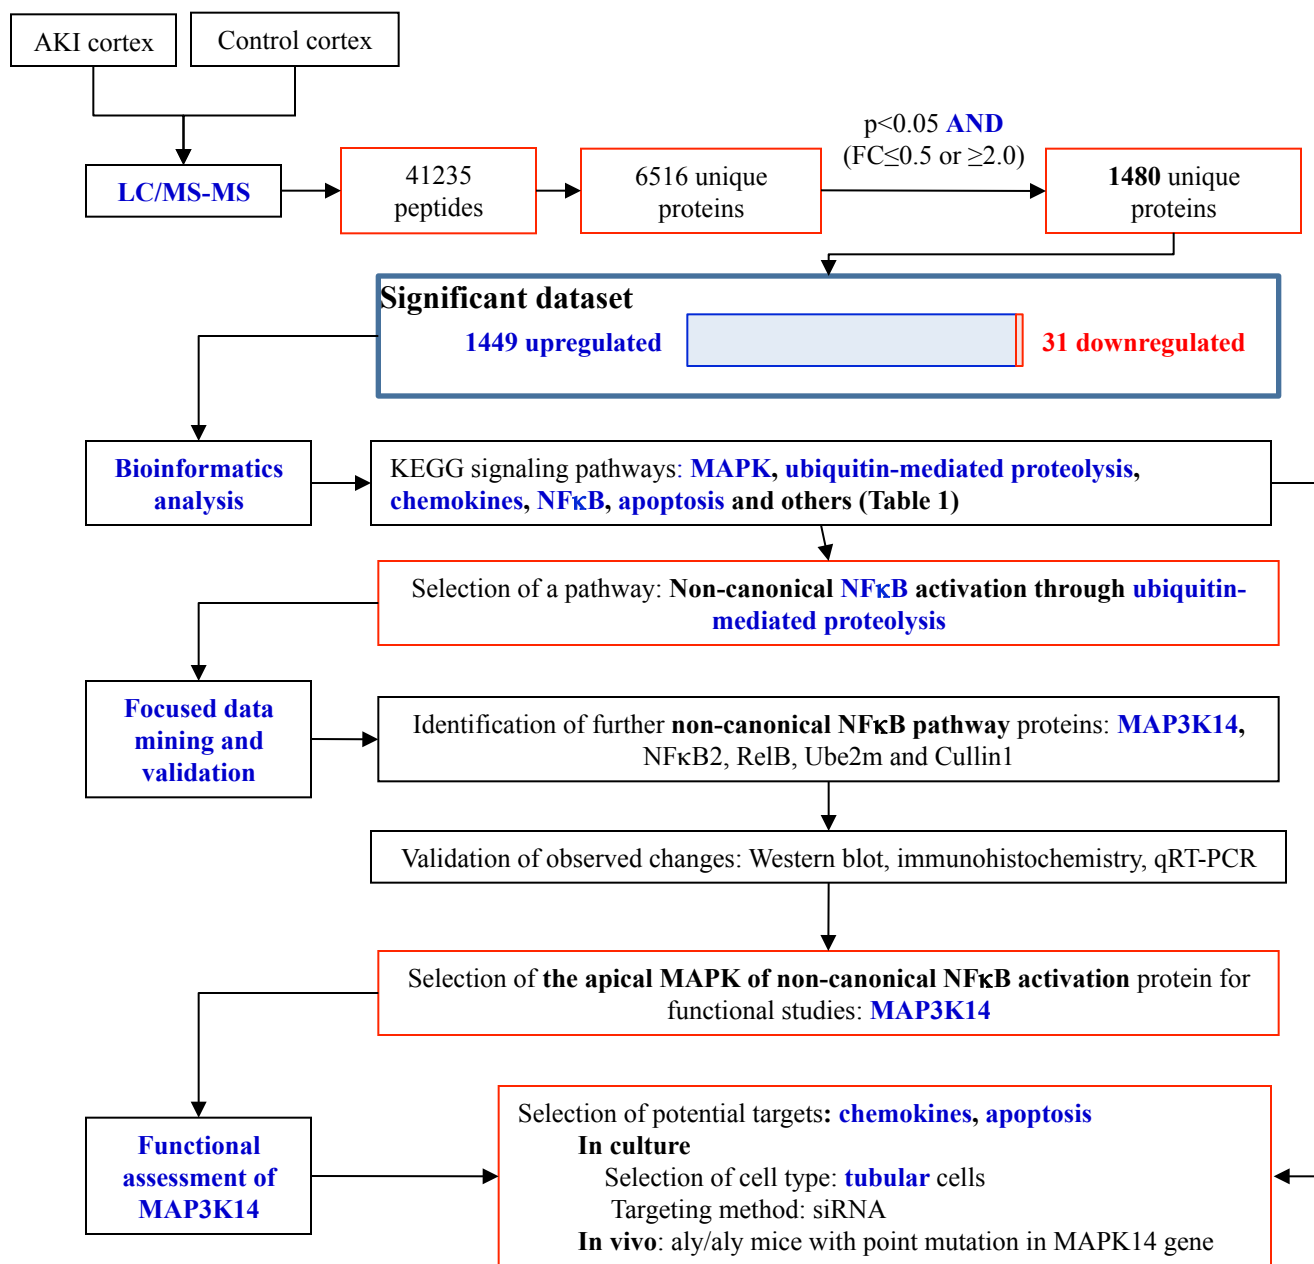 AKI cortex
Control cortex
LC/MS-MS
41235
peptides
6516 unique
proteins
p<0.05 AND
(FC≤0.5 or ≥2.0)
1480 unique
proteins
Significant dataset
1449 upregulated
31 downregulated
Bioinformatics
analysis
KEGG signaling pathways: MAPK, ubiquitin-mediated proteolysis,
chemokines, NFκB, apoptosis and others (Table 1)
Selection of a pathway: Non-canonical NFκB activation through ubiquitin-
mediated proteolysis
Focused data
mining and
validation
Identification of further non-canonical NFκB pathway proteins: MAP3K14,
NFκB2, RelB, Ube2m and Cullin1
Validation of observed changes: Western blot, immunohistochemistry, qRT-PCR
Selection of the apical MAPK of non-canonical NFκB activation protein for
functional studies: MAP3K14
Functional
assessment of
MAP3K14
Selection of potential targets: chemokines, apoptosis
In culture
Selection of cell type: tubular cells
Targeting method: siRNA
In vivo: aly/aly mice with point mutation in MAPK14 gene